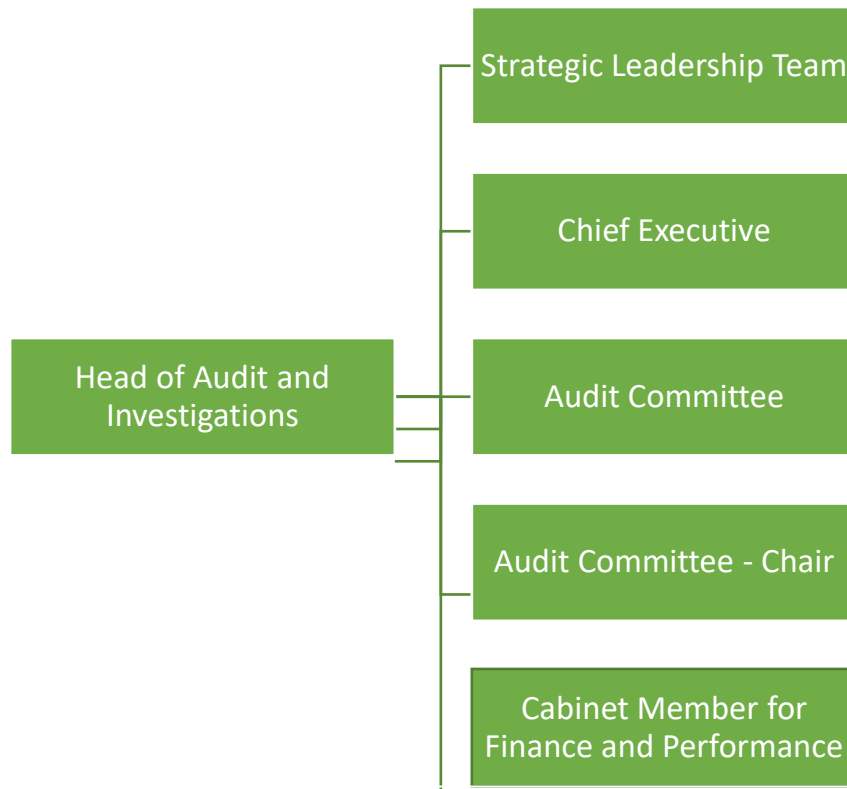 Strategic Leadership Team
Chief Executive
Head of Audit and
Investigations
Audit Committee
Audit Committee - Chair
Cabinet Member for
Finance and Performance